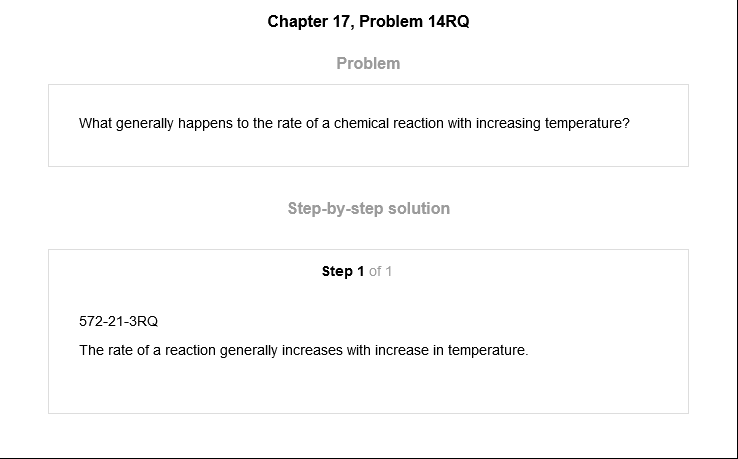 Chapter 17, Problem 14RQ
Problem
What generally happens to the rate of a chemical reaction with increasing temperature?
Step-by-step solution
Step 1 of 1
572-21-3RQ
The rate of a reaction generally increases with increase in temperature.